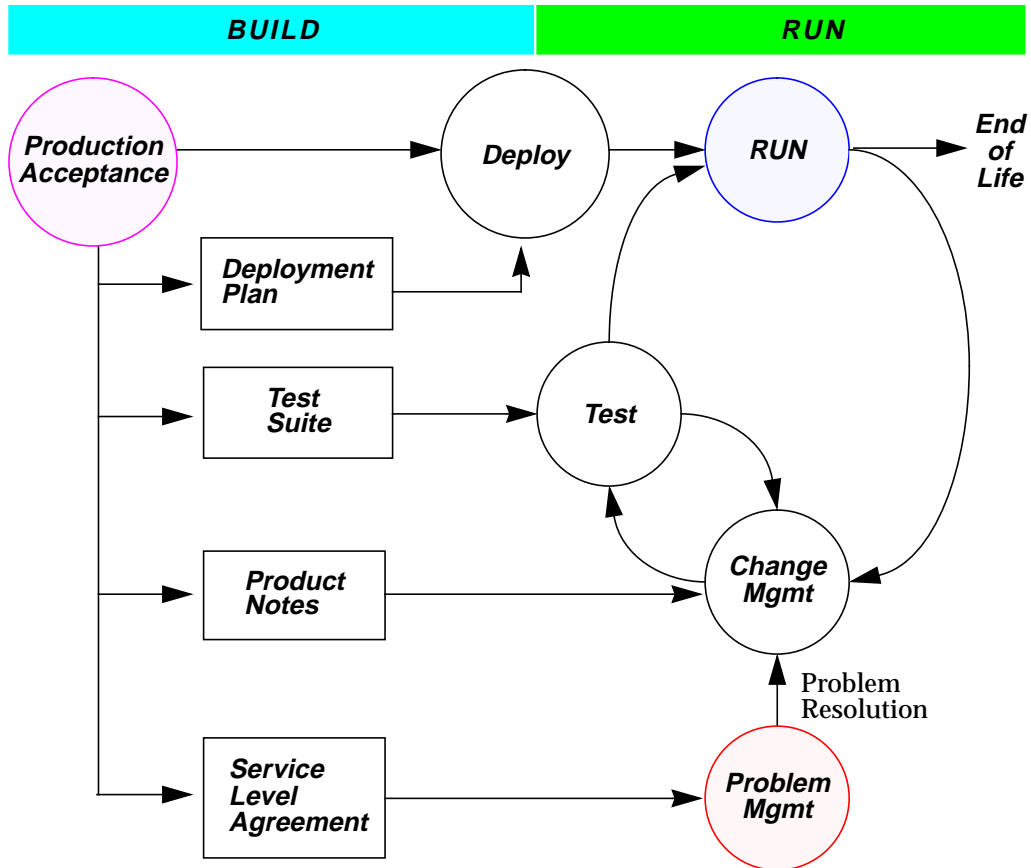 BUILD
RUN
Production
Acceptance
Deploy
RUN
End
of
Life
Deployment
Plan
Test
Suite
Test
Product
Notes
Change
Mgmt
Problem
Resolution
Service
Level
Agreement
Problem
Mgmt